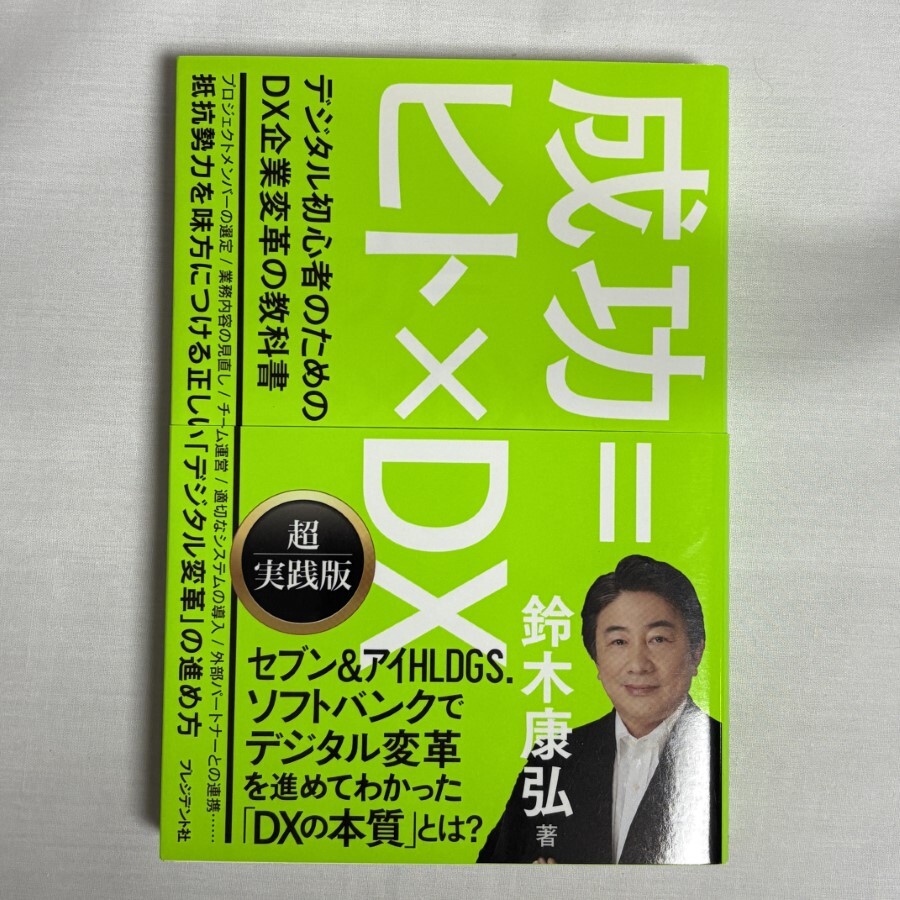 成功=
ヒト×DX
デジタル初心者のための
DX企業変革の教科書
プロジェクトメンバーの選定/業務内容の見直し/チーム運営/適切なシステムの導入/外部パートナーとの連携……
抵抗勢力を味方につける正しい「デジタル変革」の進め方
プレジデント社
超
実践版
鈴木康弘 著
セブン&アイHLDGS.
ソフトバンクで
デジタル変革
を進めてわかった
「DXの本質」とは?